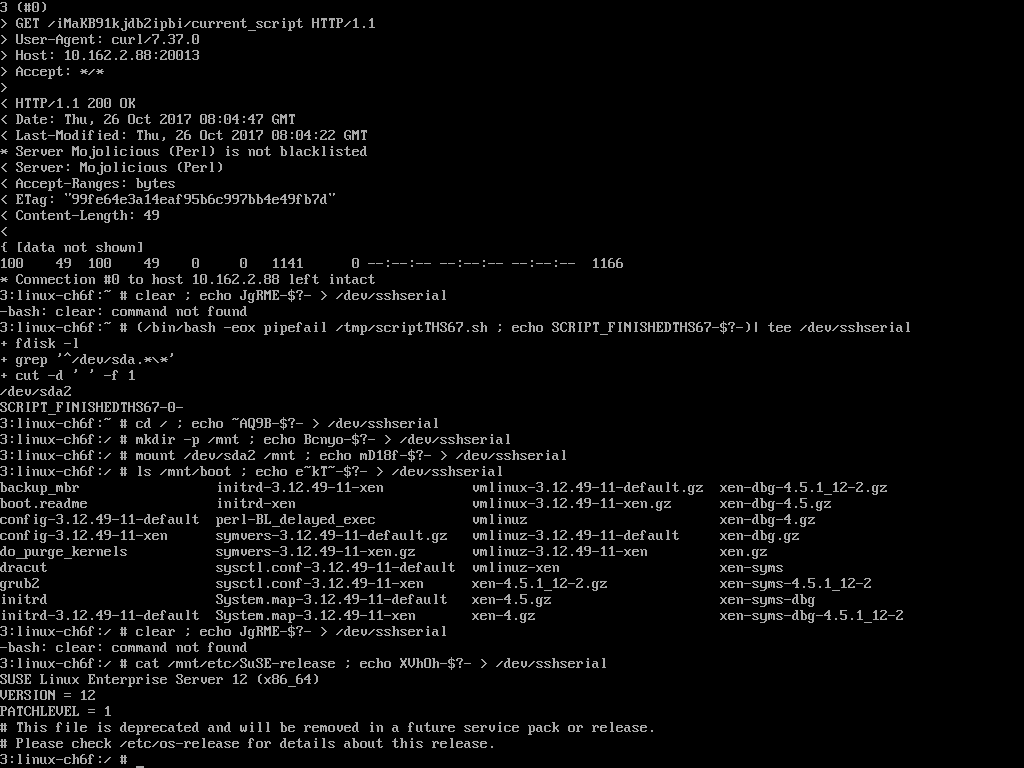 3 (#0)
> GET /iMaKB91kjdb2ipbi/current_script HTTP/1.1
> User-Agent: curl/7.37.0
> Host: 10.162.2.88:20013
> Accept: */*
>
< HTTP/1.1 200 OK
< Date: Thu, 26 Oct 2017 08:04:47 GMT
< Last-Modified: Thu, 26 Oct 2017 08:04:22 GMT
* Server Mojolicious (Perl) is not blacklisted
< Server: Mojolicious (Perl)
< Accept-Ranges: bytes
< ETag: "99fe64e3a14eaf95b6c997bb4e49fb7d"
< Content-Length: 49
<
{ [data not shown]
100    49  100    49    0     0   1141      0 --:--:-- --:--:-- --:--:--  1166
* Connection #0 to host 10.162.2.88 left intact
3:linux-ch6f:~ # clear ; echo JgRME-$?- > /dev/sshserial
-bash: clear: command not found
3:linux-ch6f:~ # (/bin/bash -eox pipefail /tmp/scriptTHS67.sh ; echo SCRIPT_FINISHEDTHS67-$?-)| tee /dev/sshserial
+ fdisk -l
+ grep '^/dev/sda.*\*'
+ cut -d ' ' -f 1
/dev/sda2
SCRIPT_FINISHEDTHS67-0-
3:linux-ch6f:~ # cd / ; echo ~AQ9B-$?- > /dev/sshserial
3:linux-ch6f:/ # mkdir -p /mnt ; echo Bcnyo-$?- > /dev/sshserial
3:linux-ch6f:/ # mount /dev/sda2 /mnt ; echo mD18f-$?- > /dev/sshserial
3:linux-ch6f:/ # ls /mnt/boot ; echo e~kT~-$?- > /dev/sshserial
backup_mbr                 initrd-3.12.49-11-xen           vmlinux-3.12.49-11-default.gz  xen-dbg-4.5.1_12-2.gz
boot.readme                initrd-xen                      vmlinux-3.12.49-11-xen.gz      xen-dbg-4.5.gz
config-3.12.49-11-default  perl-BL_delayed_exec            vmlinuz                        xen-dbg-4.gz
config-3.12.49-11-xen      symvers-3.12.49-11-default.gz   vmlinuz-3.12.49-11-default     xen-dbg.gz
do_purge_kernels           symvers-3.12.49-11-xen.gz       vmlinuz-3.12.49-11-xen         xen.gz
dracut                     sysctl.conf-3.12.49-11-default  vmlinuz-xen                    xen-syms
grub2                      sysctl.conf-3.12.49-11-xen      xen-4.5.1_12-2.gz              xen-syms-4.5.1_12-2
initrd                     System.map-3.12.49-11-default   xen-4.5.gz                     xen-syms-dbg
initrd-3.12.49-11-default  System.map-3.12.49-11-xen       xen-4.gz                       xen-syms-dbg-4.5.1_12-2
3:linux-ch6f:/ # clear ; echo JgRME-$?- > /dev/sshserial
-bash: clear: command not found
3:linux-ch6f:/ # cat /mnt/etc/SuSE-release ; echo XVhOh-$?- > /dev/sshserial
SUSE Linux Enterprise Server 12 (x86_64)
VERSION = 12
PATCHLEVEL = 1
# This file is deprecated and will be removed in a future service pack or release.
# Please check /etc/os-release for details about this release.
3:linux-ch6f:/ # _